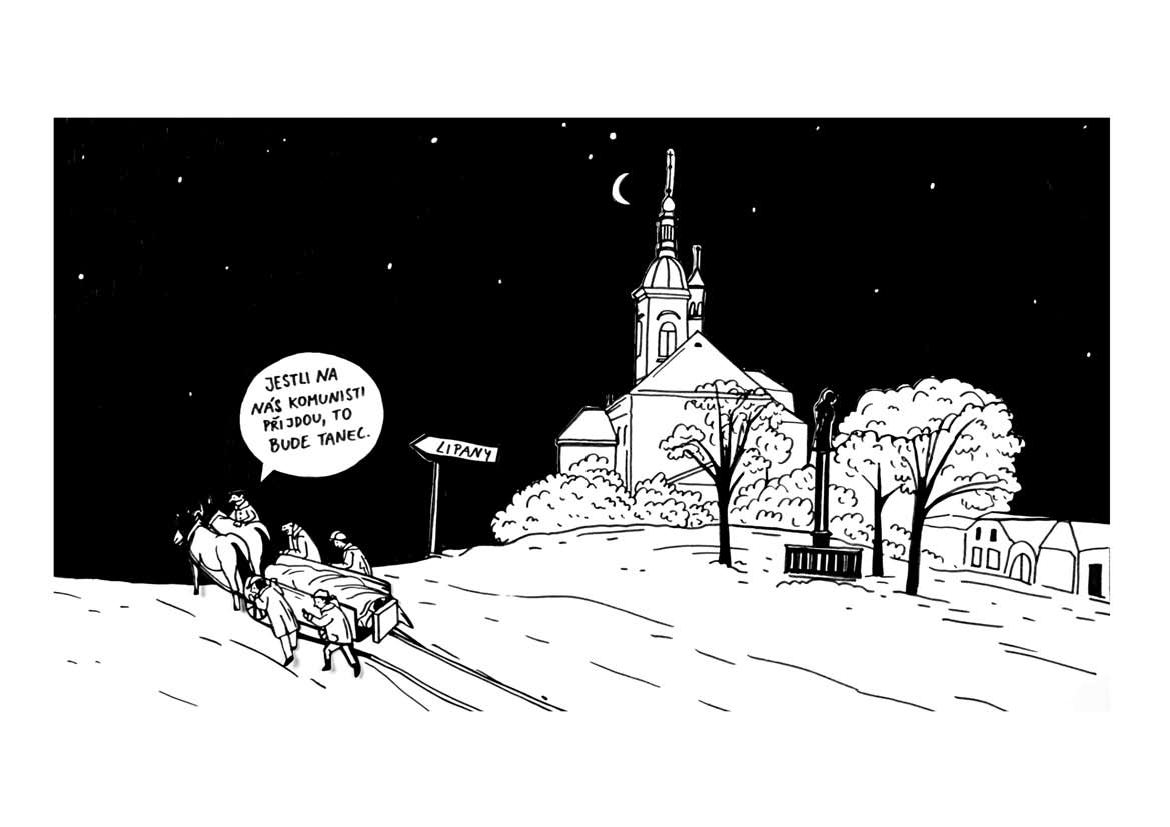 JESTLI NA
NÁS KOMUNISTI
PŘIJDOU, TO
BUDE TANEC.
LIPANY